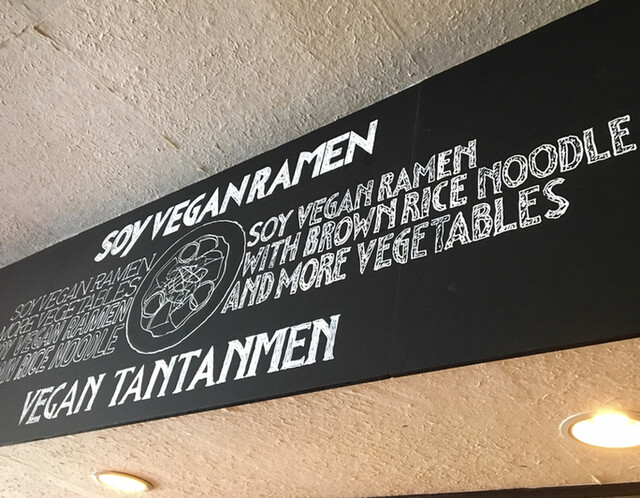 SOY VEGAN RAMEN
SOY VEGAN RAMEN
WITH BROWN RICE NOODLE
AND MORE VEGETABLES
SOY VEGAN RAMEN
MORE VEGETABLES
VEGAN
RICE NOODLE
VEGAN TANTANMEN